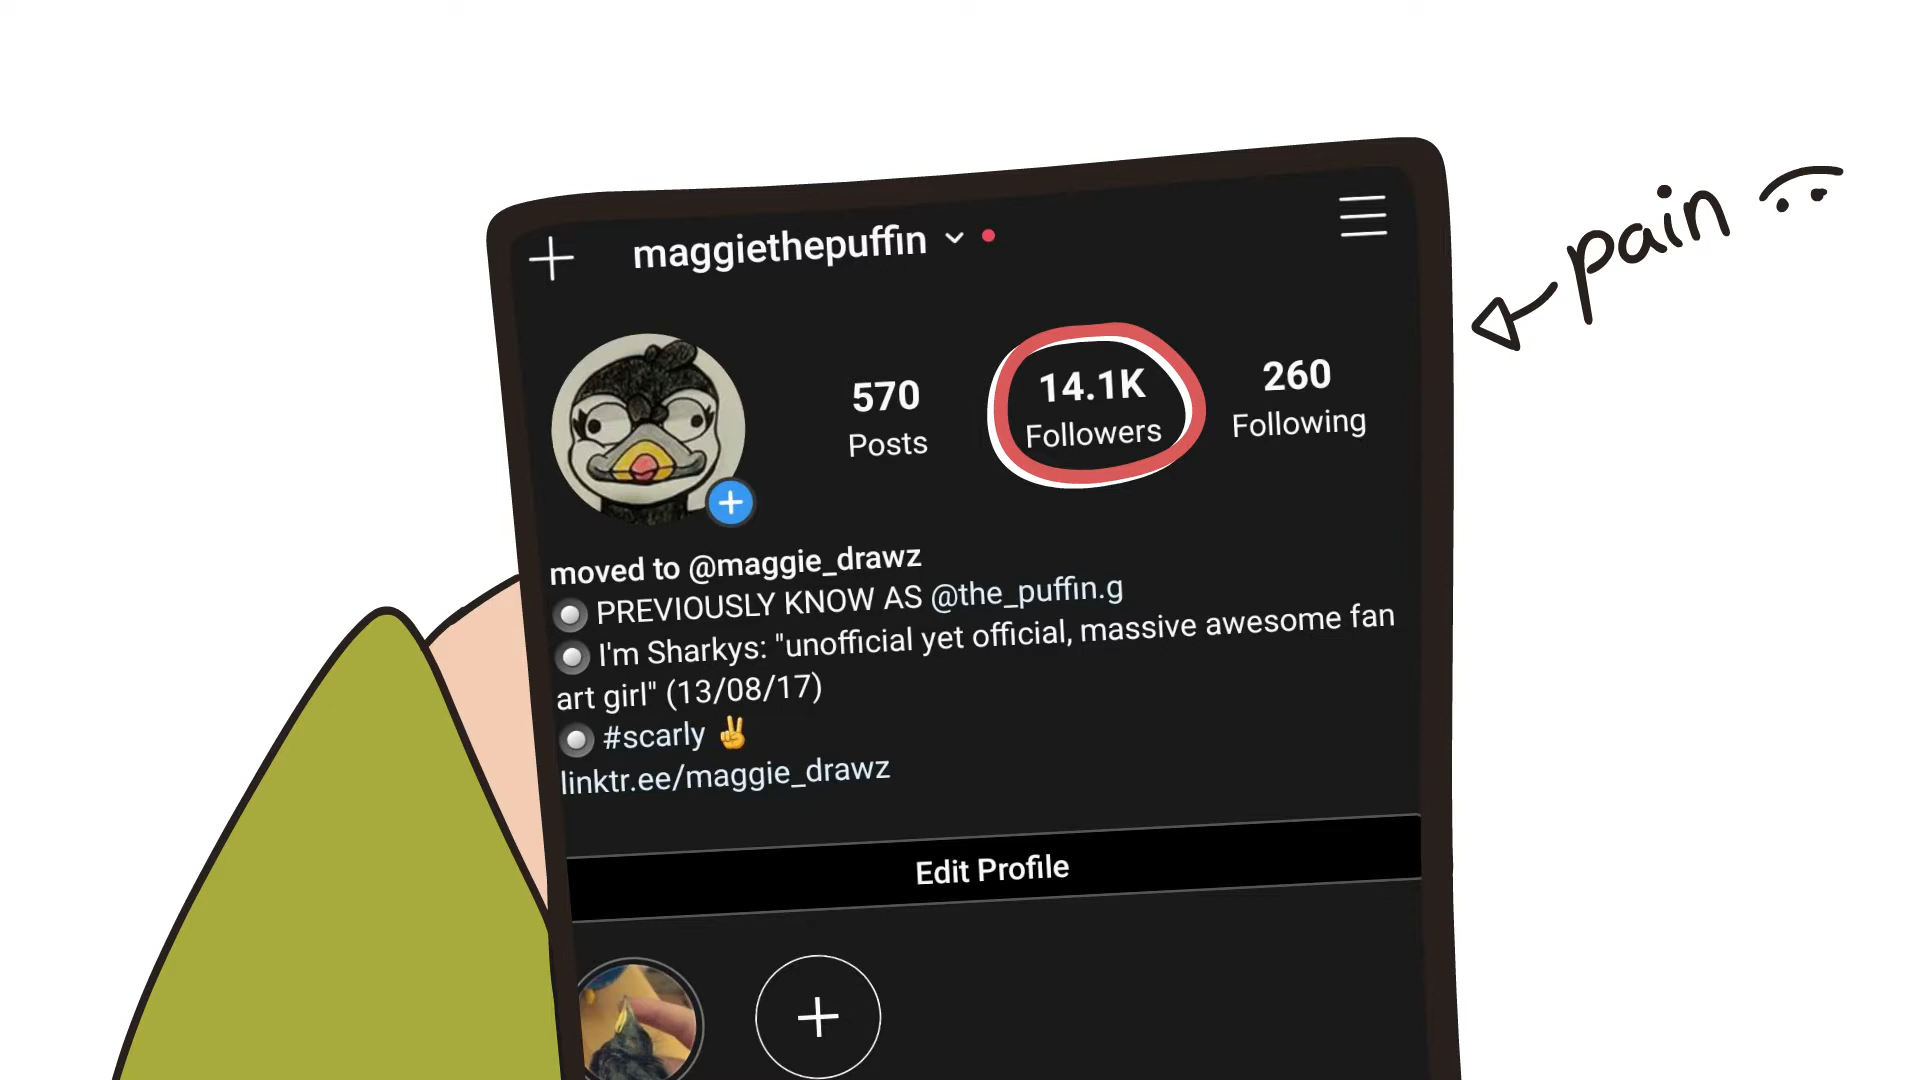 maggiethepuffin
pain
570
Posts
14.1K
Followers
260
Following
moved to @maggie_drawz
PREVIOUSLY KNOW AS @the_puffin.g
I'm Sharkys: "unofficial yet official, massive awesome fan
art girl" (13/08/17)
#scarly ✌
linktr.ee/maggie_drawz
Edit Profile